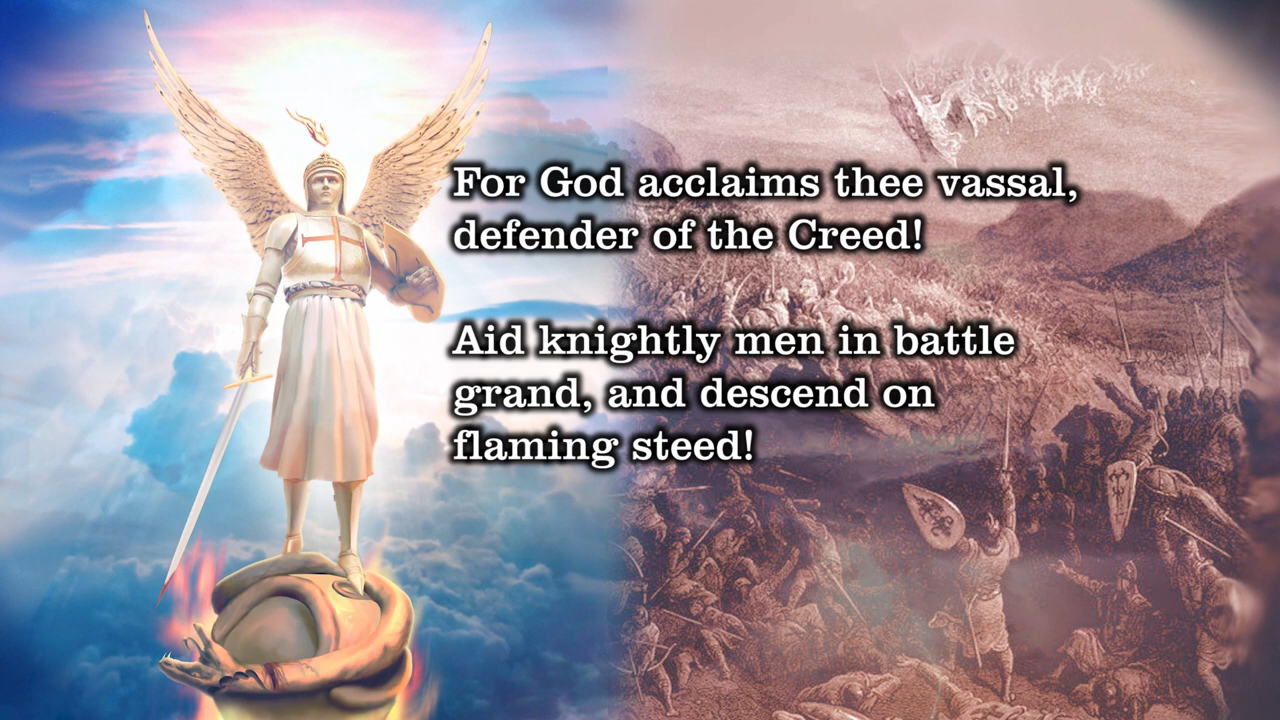 For God acclaims thee vassal,
defender of the Creed!
Aid knightly men in battle
grand, and descend on
flaming steed!